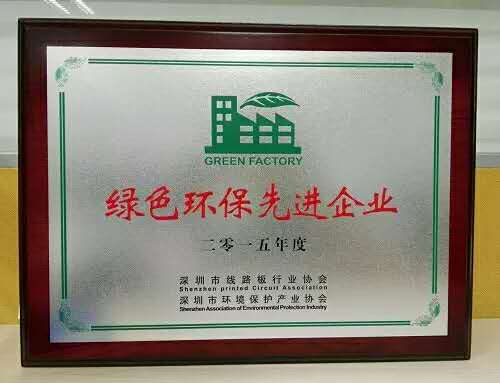 GREEN FACTORY
绿色环保先进企业
二零一五年度
深圳市线路板行业协会
Shenzhen printed Circuit Association
深圳市环境保护产业协会
Shenzhen Association of Environmental Protection Industry